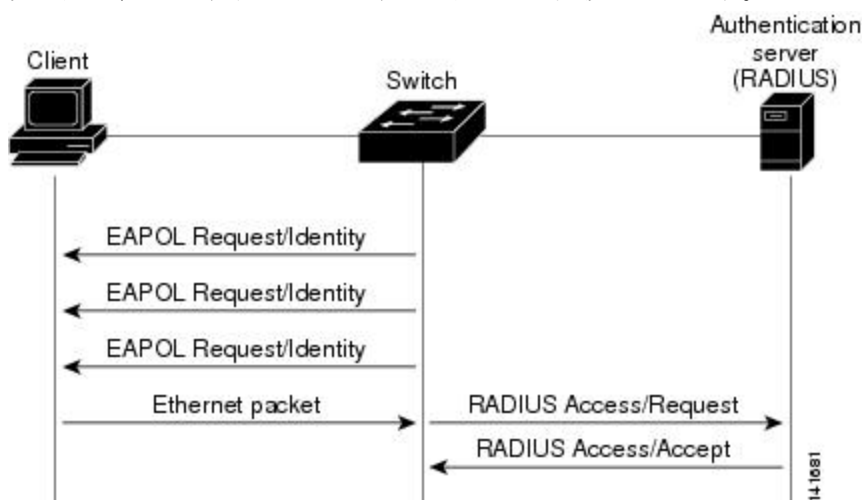 Authentication
server
(RADIUS)
Client
Switch
EAPOL Request/Identity
EAPOL Request/Identity
EAPOL Request/Identity
Ethernet packet
RADIUS Access/Request
RADIUS Access/Accept
141681